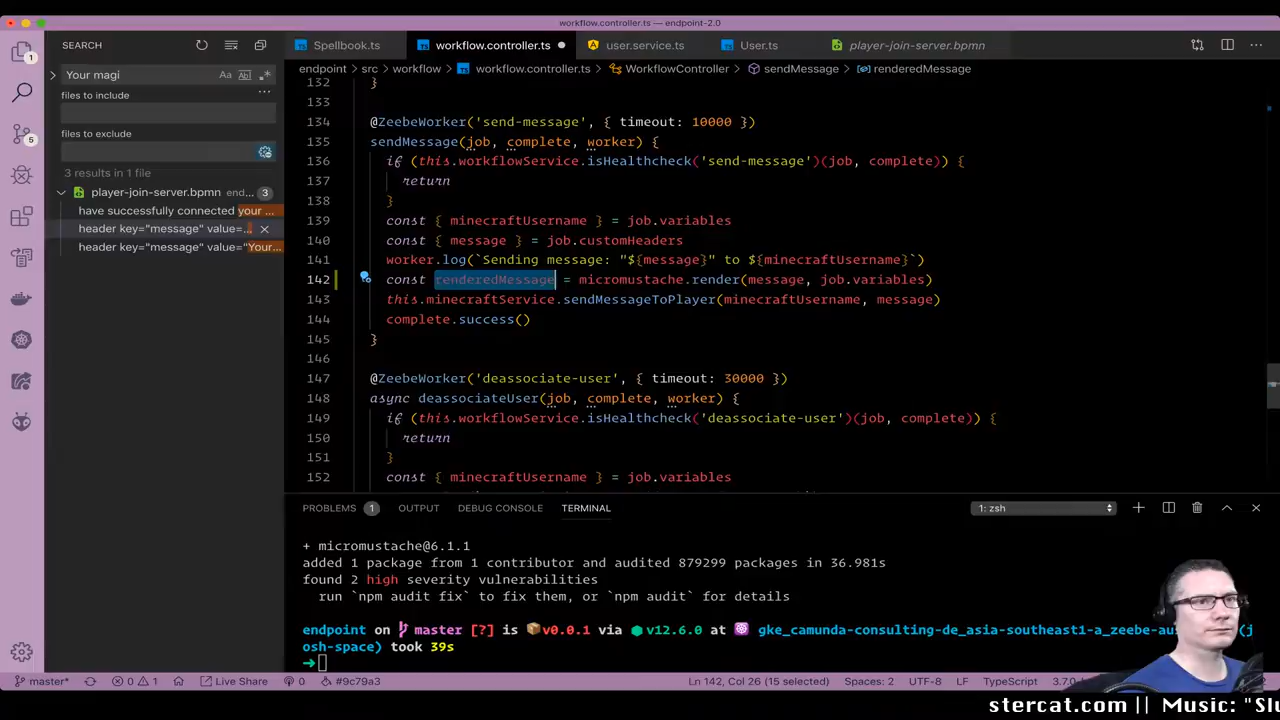 workflow.controller.ts — endpoint-2.0
SEARCH
Spellbook.ts
workflow.controller.ts
user.service.ts
User.ts
player-join-server.bpmn
Your magi
Aa Abl .*
endpoint > src > workflow > workflow.controller.ts > WorkflowController > sendMessage > renderedMessage
files to include
files to exclude
3 results in 1 file
player-join-server.bpmn end... 3
have successfully connected your ...
header key="message" value=...
header key="message" value="Your...
132 }
133
134 @ZeebeWorker('send-message', { timeout: 10000 })
135 sendMessage(job, complete, worker) {
136 if (this.workflowService.isHealthcheck('send-message')(job, complete)) {
137 return
138 }
139 const { minecraftUsername } = job.variables
140 const { message } = job.customHeaders
141 worker.log(`Sending message: "${message}" to ${minecraftUsername}`)
142 const renderedMessage = micromustache.render(message, job.variables)
143 this.minecraftService.sendMessageToPlayer(minecraftUsername, message)
144 complete.success()
145 }
146
147 @ZeebeWorker('deassociate-user', { timeout: 30000 })
148 async deassociateUser(job, complete, worker) {
149 if (this.workflowService.isHealthcheck('deassociate-user')(job, complete)) {
150 return
151 }
152 const { minecraftUsername } = job.variables
PROBLEMS 1 OUTPUT DEBUG CONSOLE TERMINAL 1: zsh
+ micromustache@6.1.1
added 1 package from 1 contributor and audited 879299 packages in 36.981s
found 2 high severity vulnerabilities
run `npm audit fix` to fix them, or `npm audit` for details
endpoint on master [?] is v0.0.1 via v12.6.0 at gke_camunda-consulting-de_asia-southeast1-a_zeebe-au (j
osh-space) took 39s
master* 0 1 Live Share 0 #9c79a3 Ln 142, Col 26 (15 selected) Spaces: 2 UTF-8 LF TypeScript 3.7.0
stercat.com || Music: "Slu